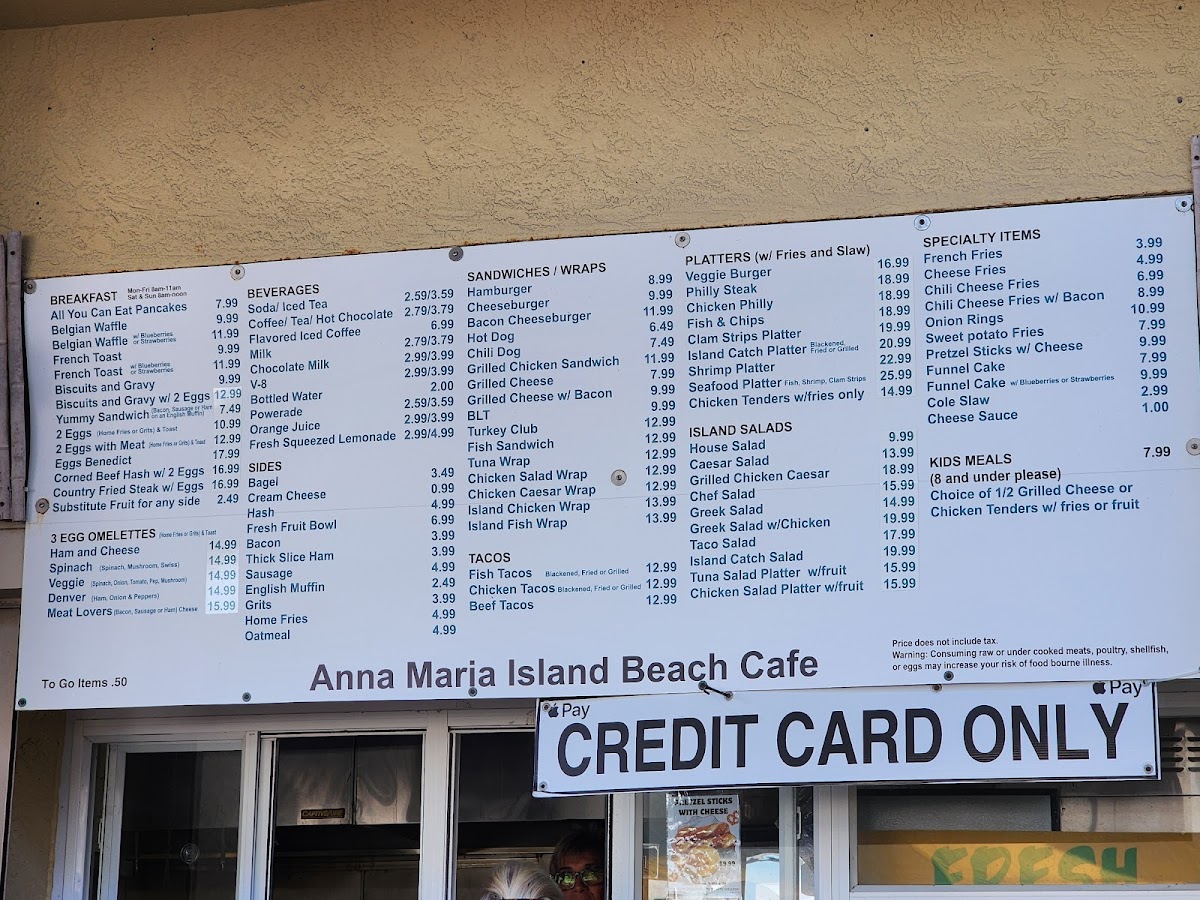 BREAKFAST Mon-Fri 8am-11am
Sat & Sun 8am-noon
All You Can Eat Pancakes 7.99
Belgian Waffle 9.99
Belgian Waffle w/ Blueberries or Strawberries 11.99
French Toast 9.99
French Toast w/ Blueberries or Strawberries 11.99
Biscuits and Gravy 9.99
Biscuits and Gravy w/ 2 Eggs 12.99
Yummy Sandwich (Bacon, Sausage or Ham on an English Muffin) 7.49
2 Eggs (Home Fries or Grits) & Toast 10.99
2 Eggs with Meat (Home Fries or Grits) & Toast 12.99
Eggs Benedict 17.99
Corned Beef Hash w/ 2 Eggs 16.99
Country Fried Steak w/ Eggs 16.99
Substitute Fruit for any side 2.49
3 EGG OMELETTES (Home Fries or Grits) & Toast
Ham and Cheese 14.99
Spinach (Spinach, Mushroom, Swiss) 14.99
Veggie (Spinach, Onion, Tomato, Pep, Mushroom) 14.99
Denver (Ham, Onion & Peppers) 14.99
Meat Lovers (Bacon, Sausage or Ham) Cheese 15.99
To Go Items .50
BEVERAGES
Soda/ Iced Tea 2.59/3.59
Coffee/ Tea/ Hot Chocolate 2.79/3.79
Flavored Iced Coffee 6.99
Milk 2.79/3.79
Chocolate Milk 2.99/3.99
V-8 2.99/3.99
Bottled Water 2.00
Powerade 2.59/3.59
Orange Juice 2.99/3.99
Fresh Squeezed Lemonade 2.99/4.99
SIDES
Bagel 3.49
Cream Cheese 0.99
Hash 4.99
Fresh Fruit Bowl 6.99
Bacon 3.99
Thick Slice Ham 3.99
Sausage 4.99
English Muffin 2.49
Grits 3.99
Home Fries 4.99
Oatmeal 4.99
SANDWICHES / WRAPS
Hamburger 8.99
Cheeseburger 9.99
Bacon Cheeseburger 11.99
Hot Dog 6.49
Chili Dog 7.49
Grilled Chicken Sandwich 11.99
Grilled Cheese 7.99
Grilled Cheese w/ Bacon 9.99
BLT 9.99
Turkey Club 12.99
Fish Sandwich 12.99
Tuna Wrap 12.99
Chicken Salad Wrap 12.99
Chicken Caesar Wrap 12.99
Island Chicken Wrap 13.99
Island Fish Wrap 13.99
TACOS
Fish Tacos Blackened, Fried or Grilled 12.99
Chicken Tacos Blackened, Fried or Grilled 12.99
Beef Tacos 12.99
PLATTERS (w/ Fries and Slaw)
Veggie Burger 16.99
Philly Steak 18.99
Chicken Philly 18.99
Fish & Chips 18.99
Clam Strips Platter 19.99
Island Catch Platter Blackened, Fried or Grilled 20.99
Shrimp Platter 22.99
Seafood Platter Fish, Shrimp, Clam Strips 25.99
Chicken Tenders w/fries only 14.99
ISLAND SALADS
House Salad 9.99
Caesar Salad 13.99
Grilled Chicken Caesar 18.99
Chef Salad 15.99
Greek Salad 14.99
Greek Salad w/Chicken 19.99
Taco Salad 17.99
Island Catch Salad 19.99
Tuna Salad Platter w/fruit 15.99
Chicken Salad Platter w/fruit 15.99
SPECIALTY ITEMS
French Fries 3.99
Cheese Fries 4.99
Chili Cheese Fries 6.99
Chili Cheese Fries w/ Bacon 8.99
Onion Rings 10.99
Sweet potato Fries 7.99
Pretzel Sticks w/ Cheese 9.99
Funnel Cake 7.99
Funnel Cake w/ Blueberries or Strawberries 9.99
Cole Slaw 2.99
Cheese Sauce 1.00
KIDS MEALS 7.99
(8 and under please)
Choice of 1/2 Grilled Cheese or
Chicken Tenders w/ fries or fruit
Price does not include tax.
Warning: Consuming raw or under cooked meats, poultry, shellfish,
or eggs may increase your risk of food bourne illness.
Anna Maria Island Beach Cafe
Pay
Pay
CREDIT CARD ONLY
PRETZEL STICKS
WITH CHEESE
FRESH